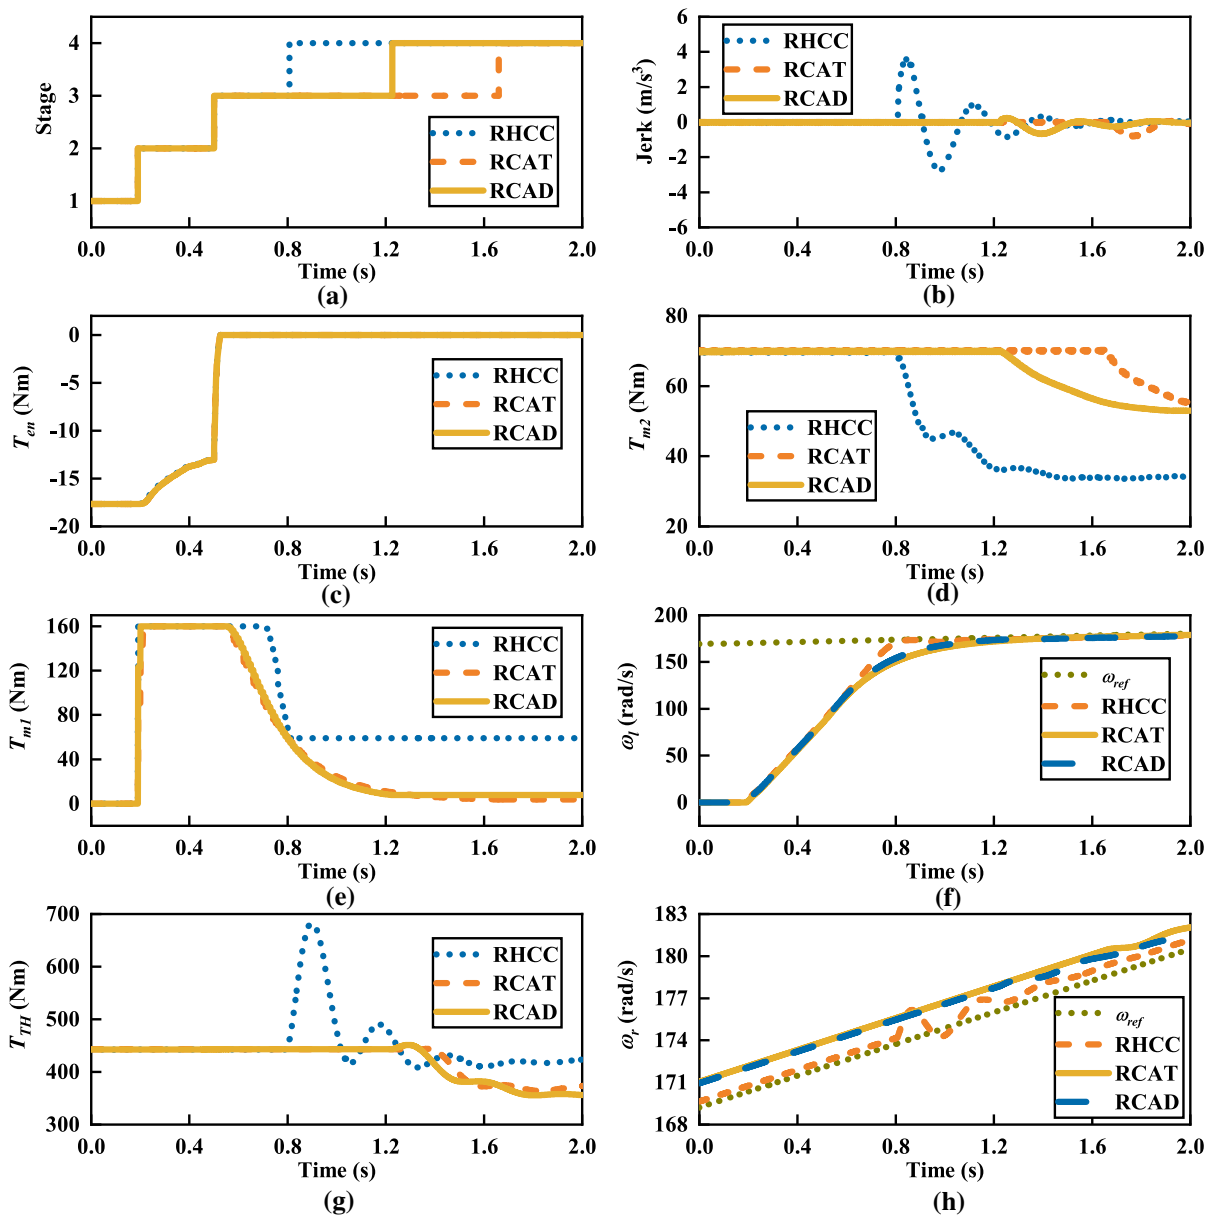 4
3
2
1
Stage
RHCC
RCAT
RCAD
0.0 0.4 0.8 1.2 1.6 2.0
Time (s)
(a)
6
4
2
0
-2
-4
-6
Jerk (m/s³)
RHCC
RCAT
RCAD
0.0 0.4 0.8 1.2 1.6 2.0
Time (s)
(b)
0
-5
-10
-15
-20
T_en (Nm)
RHCC
RCAT
RCAD
0.0 0.4 0.8 1.2 1.6 2.0
Time (s)
(c)
80
60
40
20
T_m2 (Nm)
RHCC
RCAT
RCAD
0.0 0.4 0.8 1.2 1.6 2.0
Time (s)
(d)
160
120
80
40
0
T_m1 (Nm)
RHCC
RCAT
RCAD
0.0 0.4 0.8 1.2 1.6 2.0
Time (s)
(e)
200
150
100
50
0
ω_l (rad/s)
ω_ref
RHCC
RCAT
RCAD
0.0 0.4 0.8 1.2 1.6 2.0
Time (s)
(f)
700
600
500
400
300
T_TH (Nm)
RHCC
RCAT
RCAD
0.0 0.4 0.8 1.2 1.6 2.0
Time (s)
(g)
183
180
177
174
171
168
ω_r (rad/s)
ω_ref
RHCC
RCAT
RCAD
0.0 0.4 0.8 1.2 1.6 2.0
Time (s)
(h)